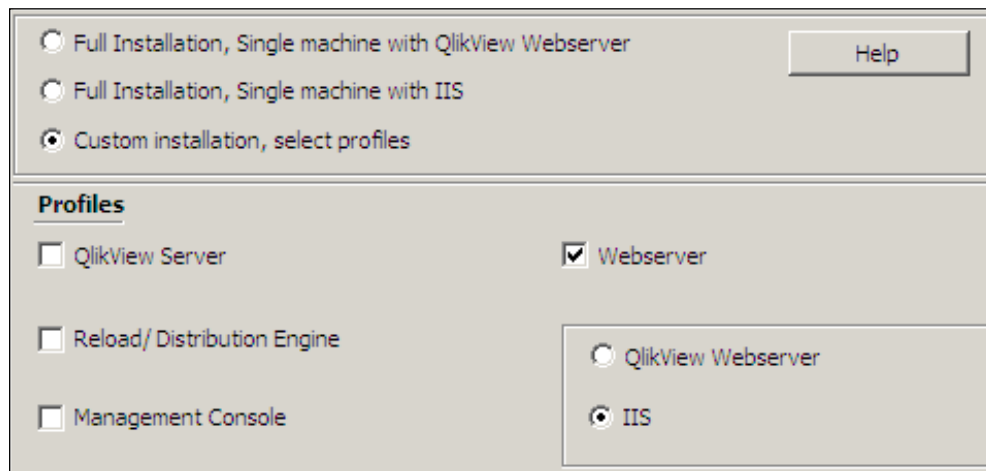 Full Installation, Single machine with QlikView Webserver
Help
Full Installation, Single machine with IIS
Custom installation, select profiles
Profiles
QlikView Server
Webserver
Reload/ Distribution Engine
QlikView Webserver
Management Console
IIS